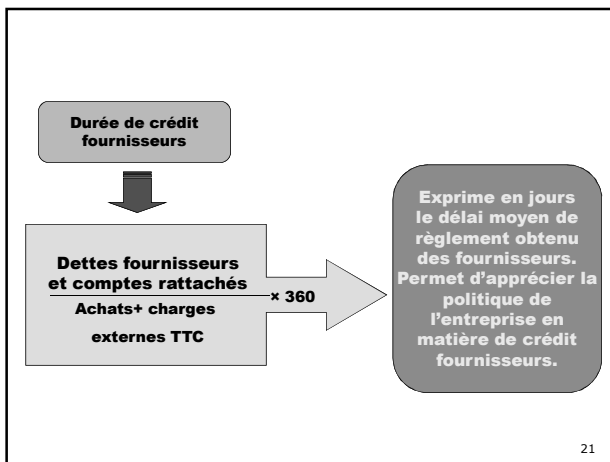 Durée de crédit
fournisseurs
Dettes fournisseurs
et comptes rattachés
Achats+ charges
externes TTC
× 360
Exprime en jours
le délai moyen de
règlement obtenu
des fournisseurs.
Permet d’apprécier la
politique de
l’entreprise en
matière de crédit
fournisseurs.
21